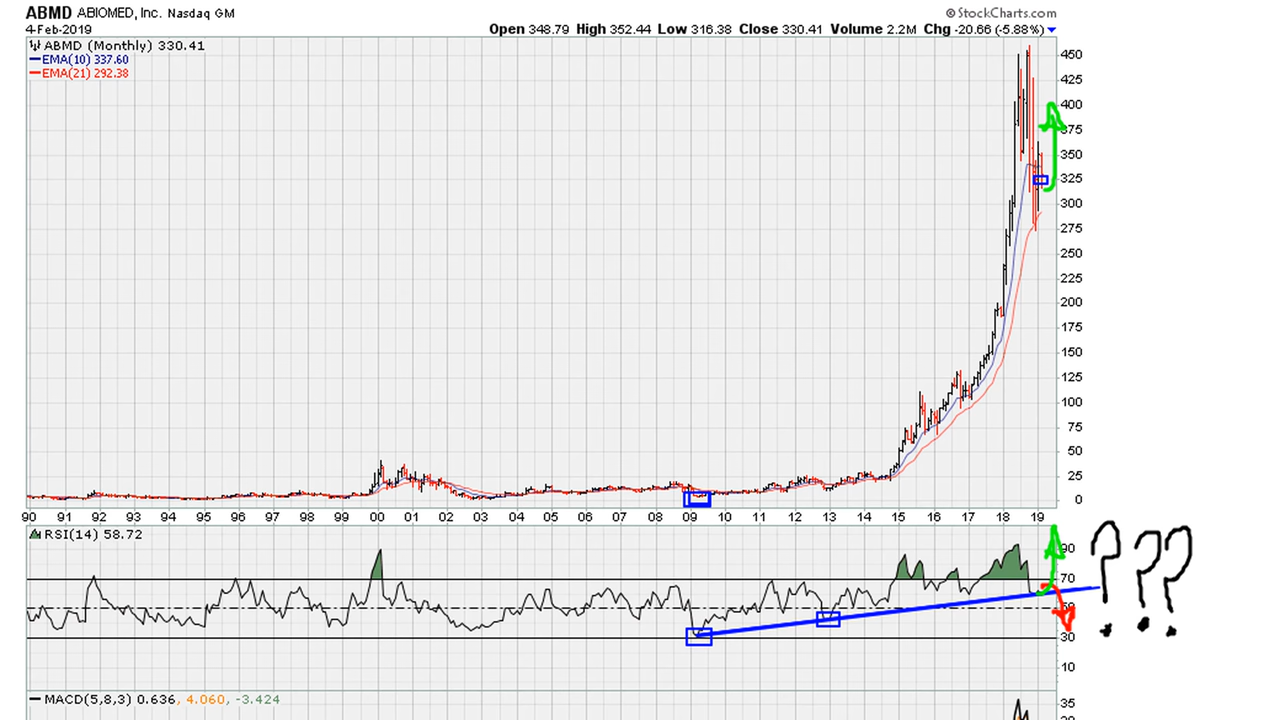 ABMD ABIOMED, Inc. Nasdaq GM
© StockCharts.com
4-Feb-2019
Open 348.79 High 352.44 Low 316.38 Close 330.41 Volume 2.2M Chg -20.66 (-5.88%)
ABMD (Monthly) 330.41
EMA(10) 337.60
EMA(21) 292.38
450
425
400
375
350
325
300
275
250
225
200
175
150
125
100
75
50
25
0
90 91 92 93 94 95 96 97 98 99 00 01 02 03 04 05 06 07 08 09 10 11 12 13 14 15 16 17 18 19
RSI(14) 58.72
90
70
50
30
10
???
MACD(5,8,3) 0.636, 4.060, -3.424
35